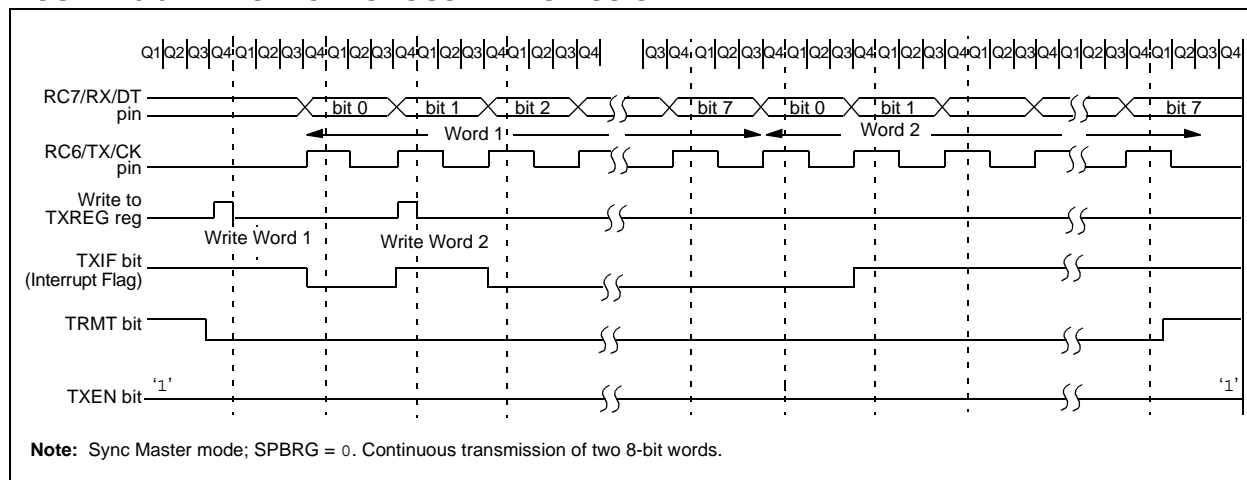 Q1 Q2 Q3 Q4 Q1 Q2 Q3 Q4 Q1 Q2 Q3 Q4 Q1 Q2 Q3 Q4 Q1 Q2 Q3 Q4 Q3 Q4 Q1 Q2 Q3 Q4 Q1 Q2 Q3 Q4 Q1 Q2 Q3 Q4 Q1 Q2 Q3 Q4 Q1 Q2 Q3 Q4 Q1 Q2 Q3 Q4
RC7/RX/DT
pin
bit 0 bit 1 bit 2 bit 7 bit 0 bit 1 bit 7
Word 1 Word 2
RC6/TX/CK
pin
Write to
TXREG reg
Write Word 1 Write Word 2
TXIF bit
(Interrupt Flag)
TRMT bit
TXEN bit
‘1’ ‘1’
Note: Sync Master mode; SPBRG = 0. Continuous transmission of two 8-bit words.